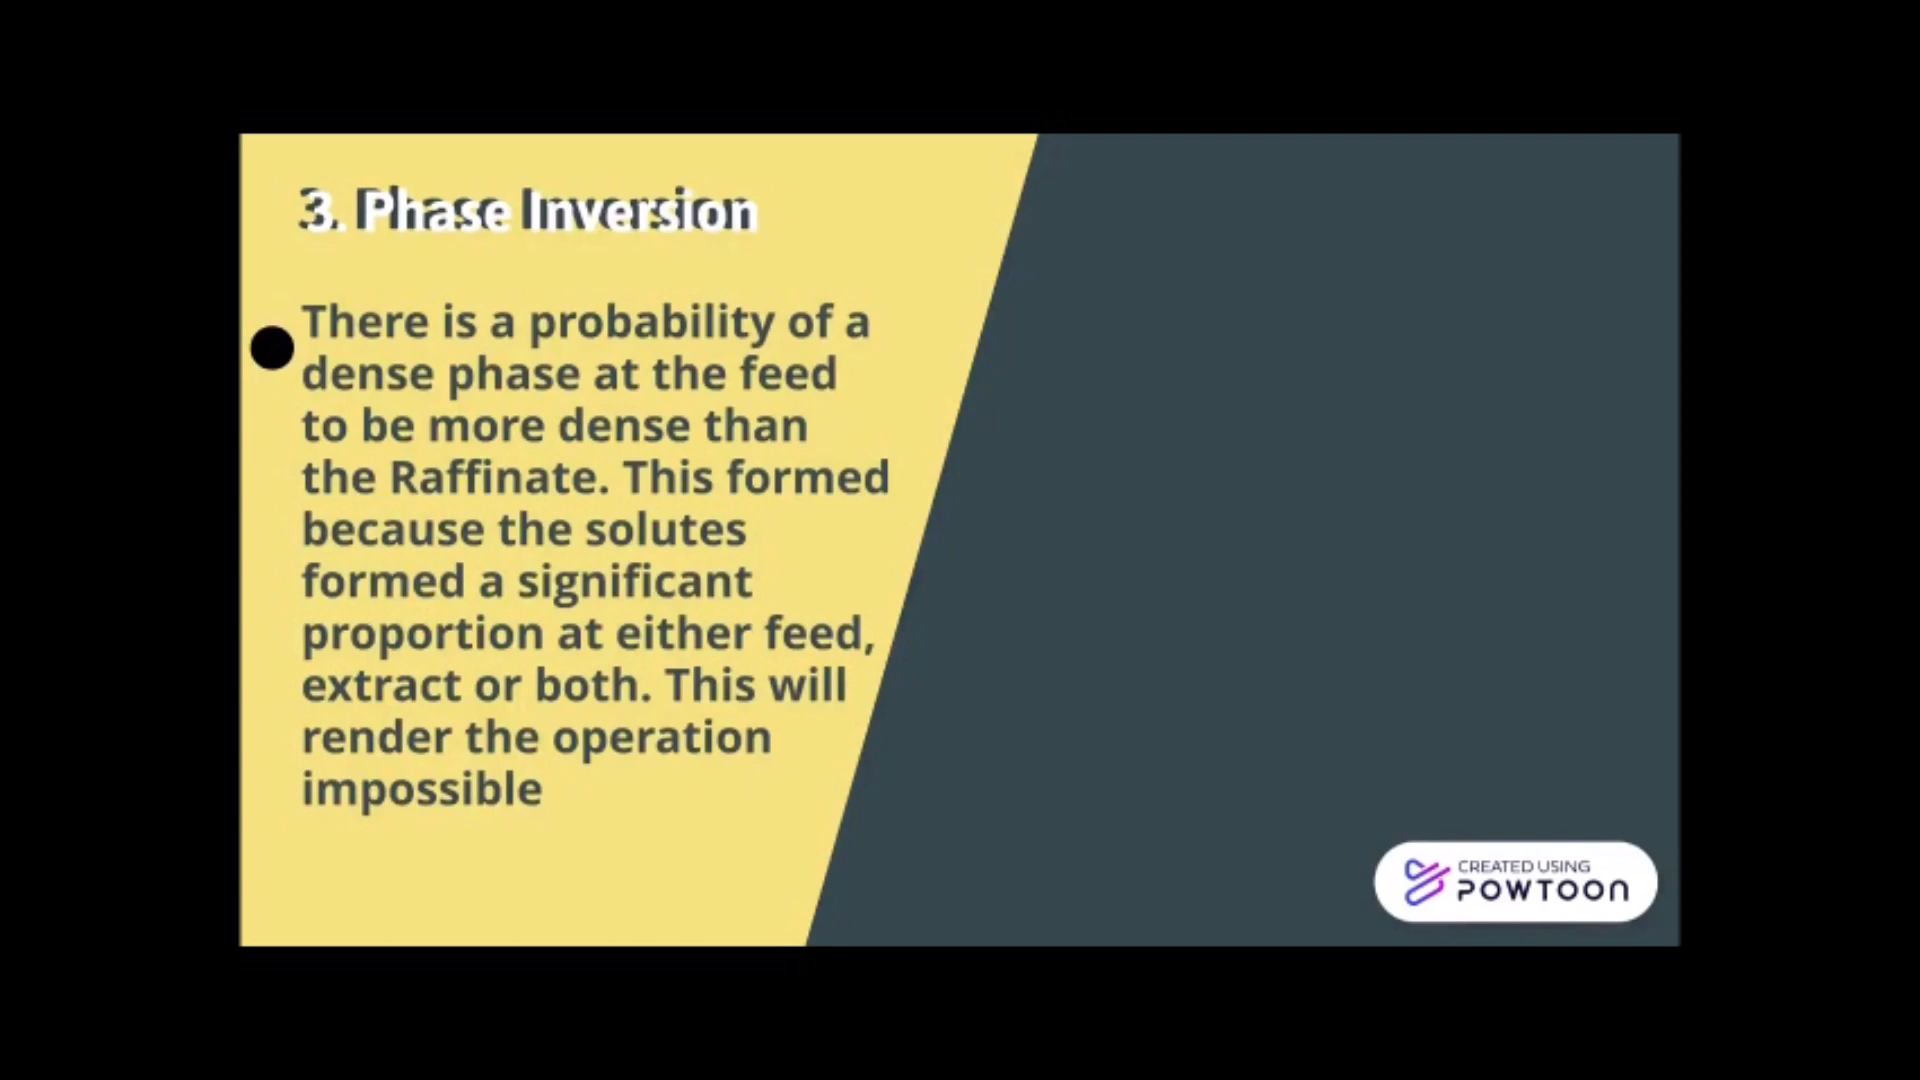 3. Phase Inversion
There is a probability of a
dense phase at the feed
to be more dense than
the Raffinate. This formed
because the solutes
formed a significant
proportion at either feed,
extract or both. This will
render the operation
impossible
CREATED USING
POWTOON